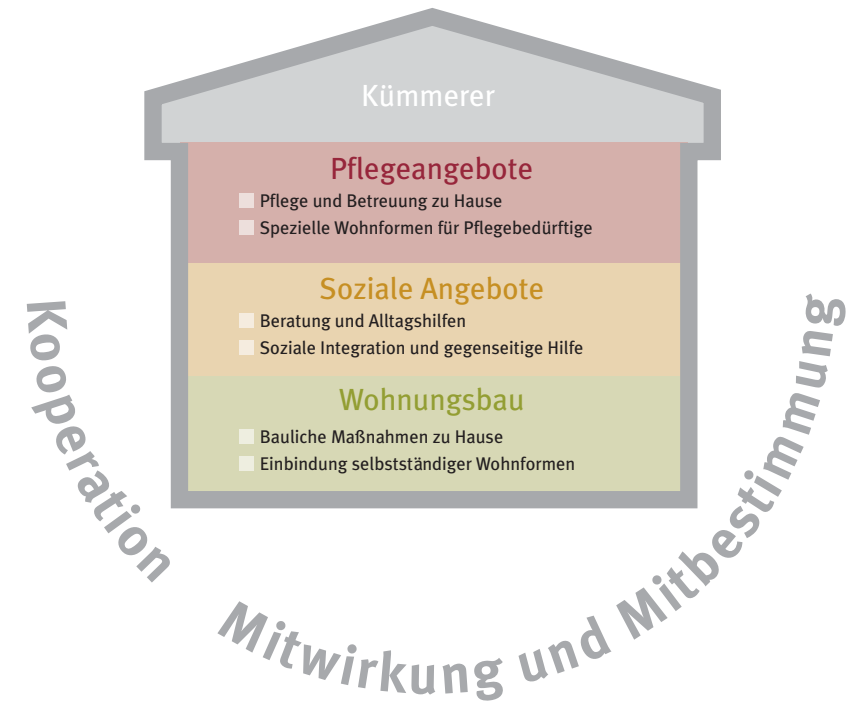 Kümmerer
Pflegeangebote
Pflege und Betreuung zu Hause
Spezielle Wohnformen für Pflegebedürftige
Soziale Angebote
Beratung und Alltagshilfen
Soziale Integration und gegenseitige Hilfe
Wohnungsbau
Bauliche Maßnahmen zu Hause
Einbindung selbstständiger Wohnformen
Kooperation
Mitwirkung und Mitbestimmung